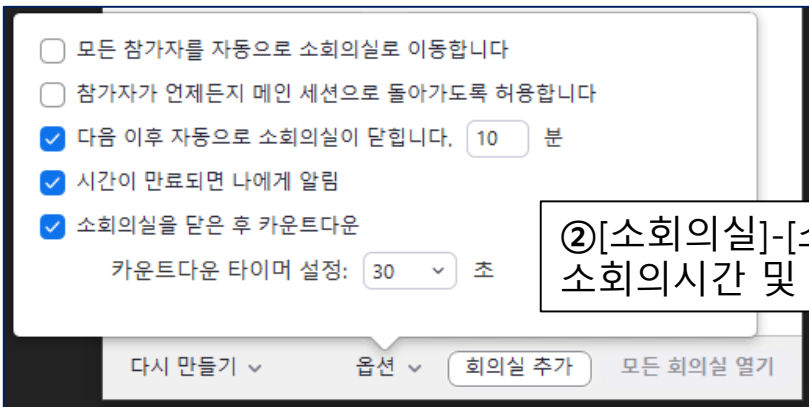 모든 참가자를 자동으로 소회의실로 이동합니다
참가자가 언제든지 메인 세션으로 돌아가도록 허용합니다
다음 이후 자동으로 소회의실이 닫힙니다. 10 분
시간이 만료되면 나에게 알림
소회의실을 닫은 후 카운트다운
카운트다운 타이머 설정: 30 초
②[소회의실]-[
소회의시간 및
다시 만들기 옵션 회의실 추가 모든 회의실 열기